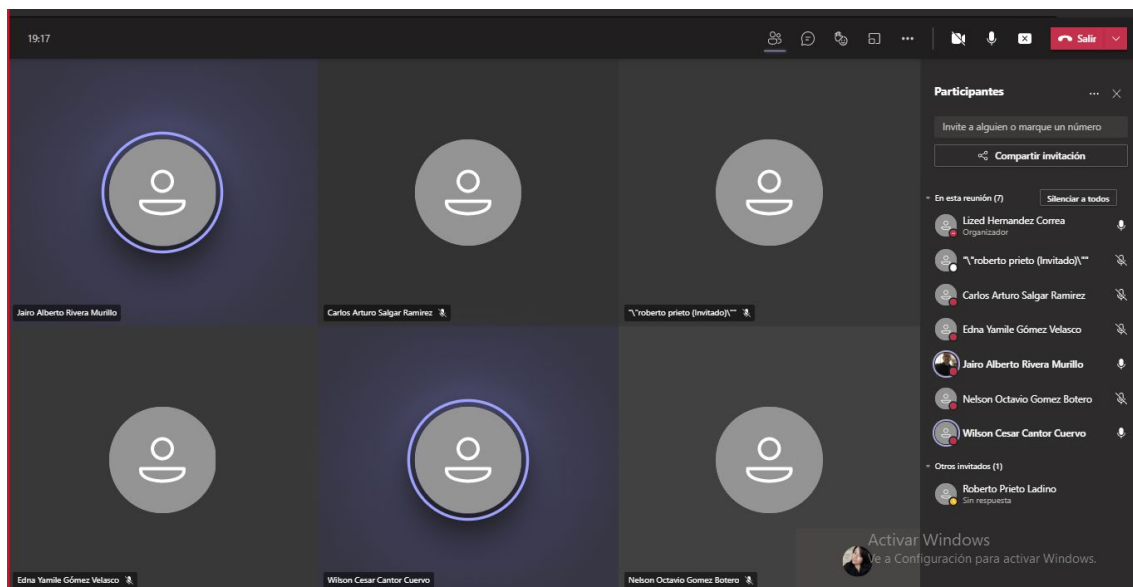 19:17
Salir
Jairo Alberto Rivera Murillo
Carlos Arturo Salgar Ramirez
"\"roberto prieto (Invitado)\""
Edna Yamile Gómez Velasco
Wilson Cesar Cantor Cuervo
Nelson Octavio Gomez Botero
Participantes
Invite a alguien o marque un número
Compartir invitación
En esta reunión (7) Silenciar a todos
Lized Hernandez Correa
Organizador
"\"roberto prieto (Invitado)\""
Carlos Arturo Salgar Ramirez
Edna Yamile Gómez Velasco
Jairo Alberto Rivera Murillo
Nelson Octavio Gomez Botero
Wilson Cesar Cantor Cuervo
Otros invitados (1)
Roberto Prieto Ladino
Sin respuesta
Activar Windows
Ve a Configuración para activar Windows.